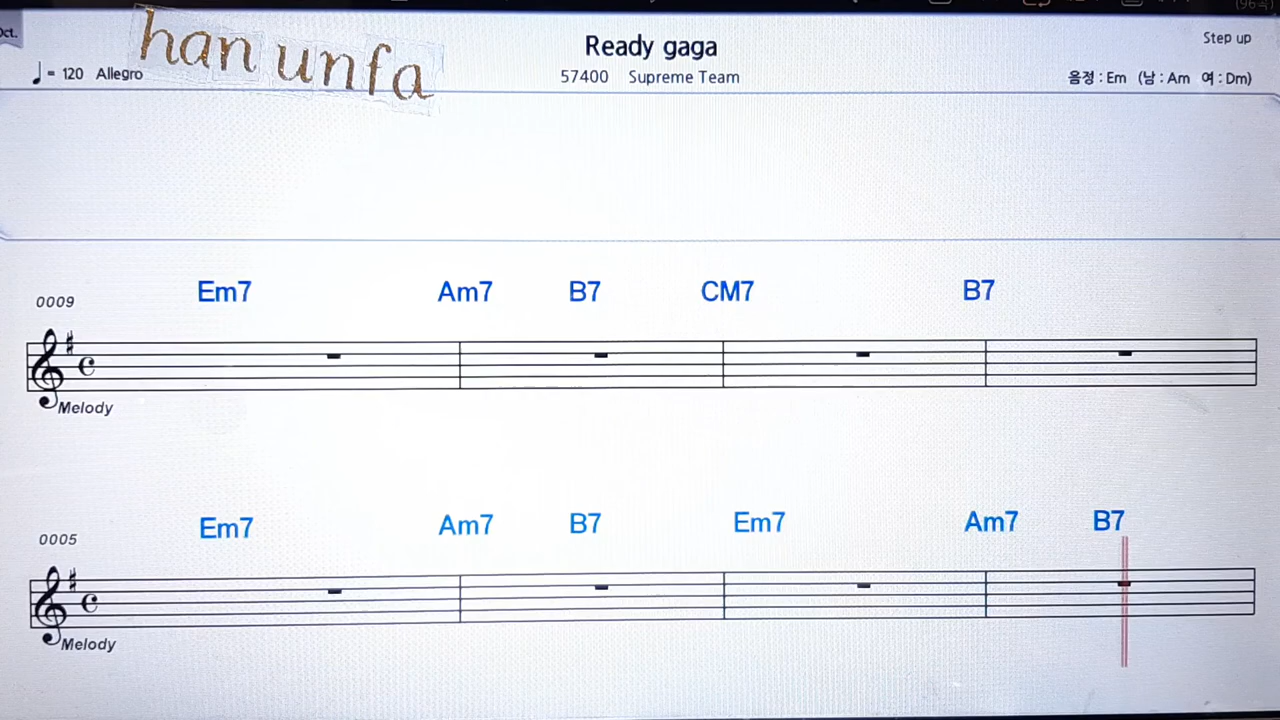 Oct.
han unfa
Ready gaga
Step up
= 120 Allegro
57400 Supreme Team
음정 : Em (남 : Am 여 : Dm)
Em7 Am7 B7 CM7 B7
0009
Melody
Em7 Am7 B7 Em7 Am7 B7
0005
Melody